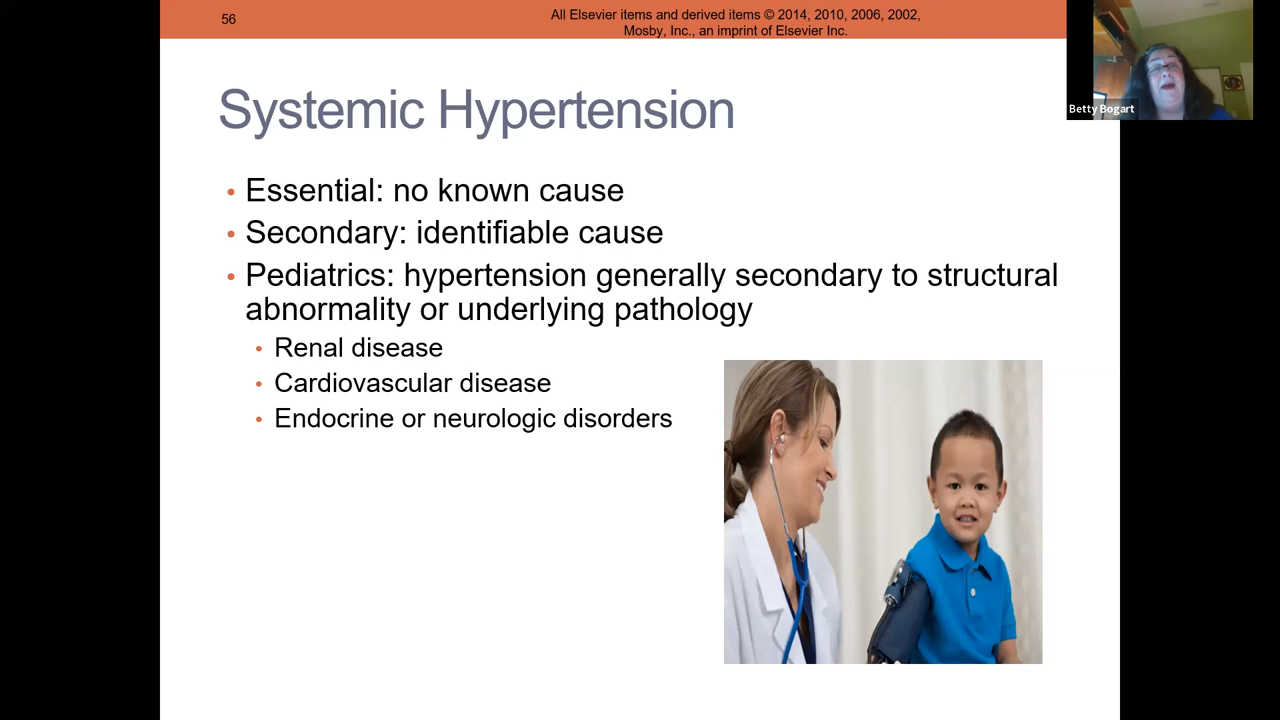 56
All Elsevier items and derived items © 2014, 2010, 2006, 2002,
Mosby, Inc., an imprint of Elsevier Inc.
Betty Bogart
Systemic Hypertension
• Essential: no known cause
• Secondary: identifiable cause
• Pediatrics: hypertension generally secondary to structural
abnormality or underlying pathology
• Renal disease
• Cardiovascular disease
• Endocrine or neurologic disorders